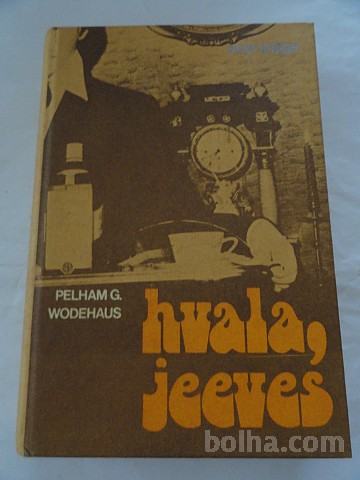 PELHAM G.
WODEHAUS
hvala,
jeeves
bolha.com